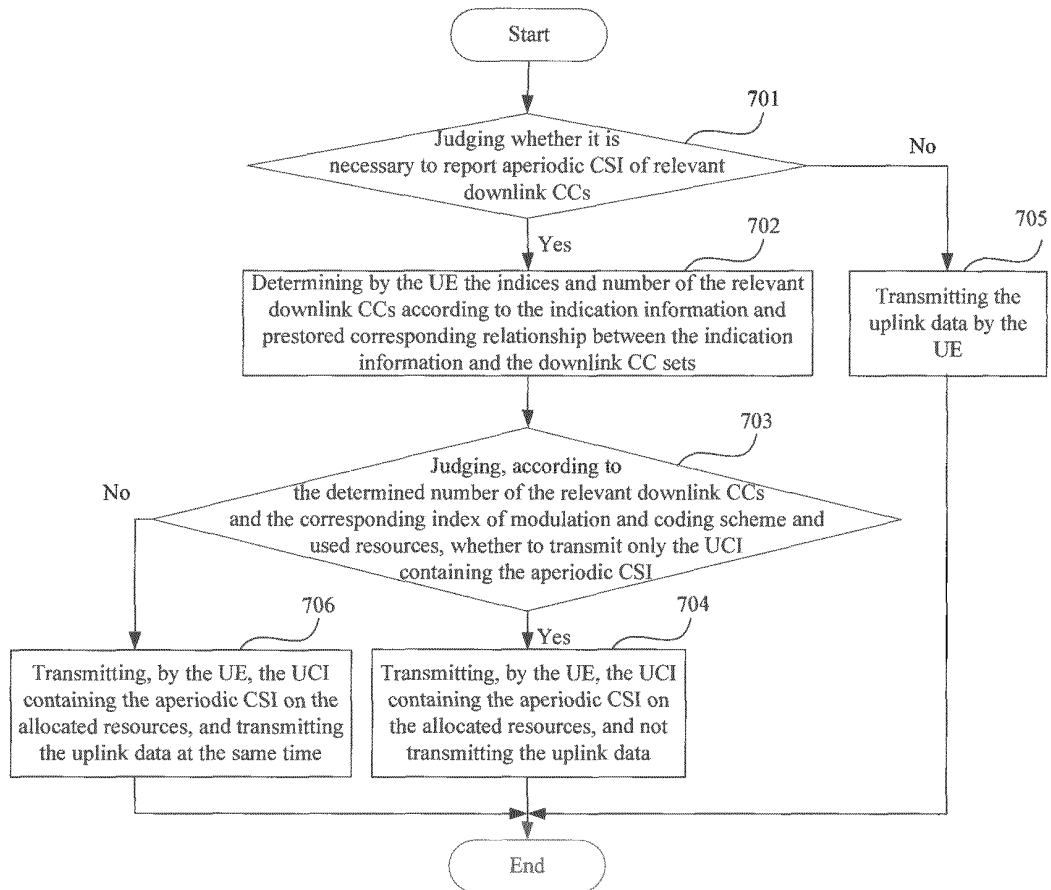 Start
701
Judging whether it is
necessary to report aperiodic CSI of relevant
downlink CCs
No
Yes
702
Determining by the UE the indices and number of the relevant
downlink CCs according to the indication information and
prestored corresponding relationship between the indication
information and the downlink CC sets
705
Transmitting the
uplink data by the
UE
703
Judging, according to
the determined number of the relevant downlink CCs
and the corresponding index of modulation and coding scheme and
used resources, whether to transmit only the UCI
containing the aperiodic CSI
No
Yes
706
Transmitting, by the UE, the UCI
containing the aperiodic CSI on the
allocated resources, and transmitting
the uplink data at the same time
704
Transmitting, by the UE, the UCI
containing the aperiodic CSI on
the allocated resources, and not
transmitting the uplink data
End